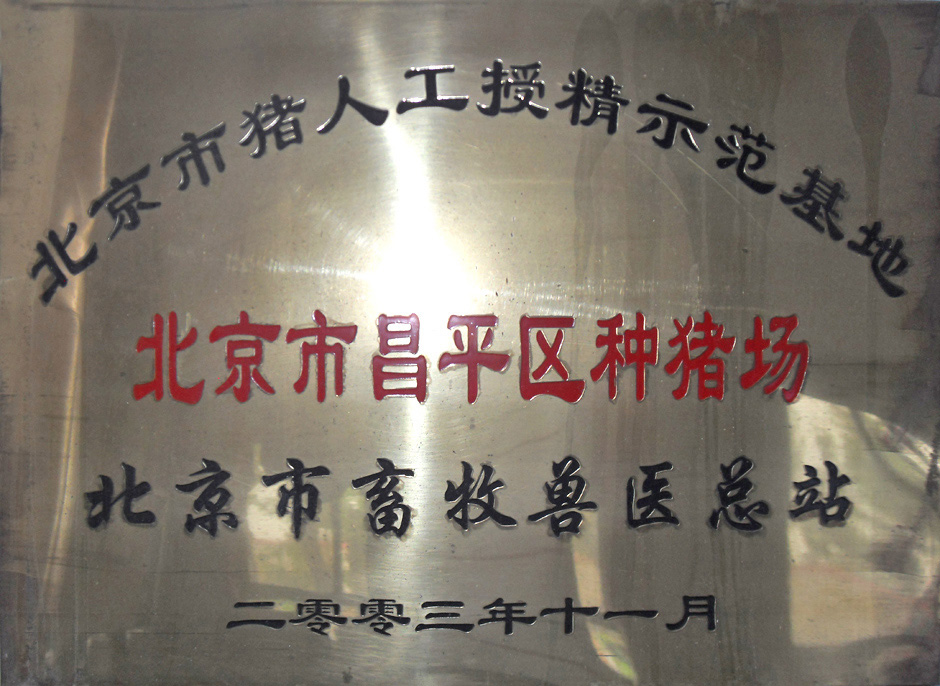 北京市猪人工授精示范基地
北京市昌平区种猪场
北京市畜牧兽医总站
二零零三年十一月